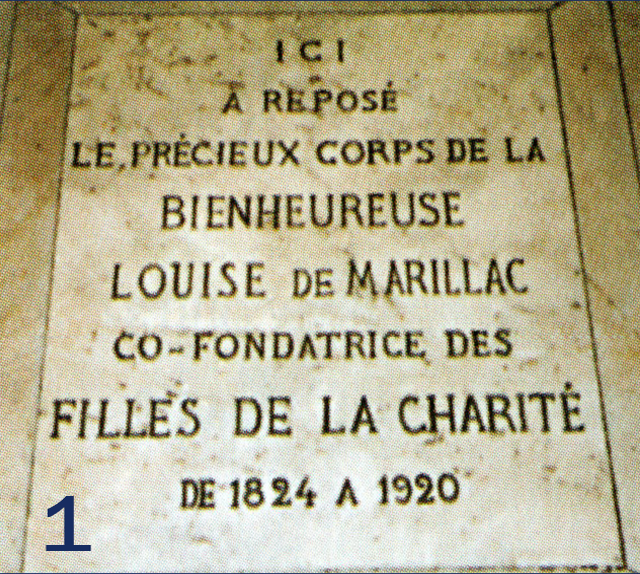 ICI
A REPOSÉ
LE PRÉCIEUX CORPS DE LA
BIENHEUREUSE
LOUISE DE MARILLAC
CO-FONDATRICE DES
FILLES DE LA CHARITÉ
DE 1824 A 1920
1